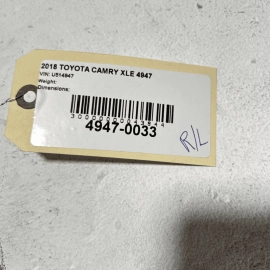 2018 TOYOTA CAMRY XLE 4947
VIN: U514947
Weight:
Dimensions:
4947-0033
R/L